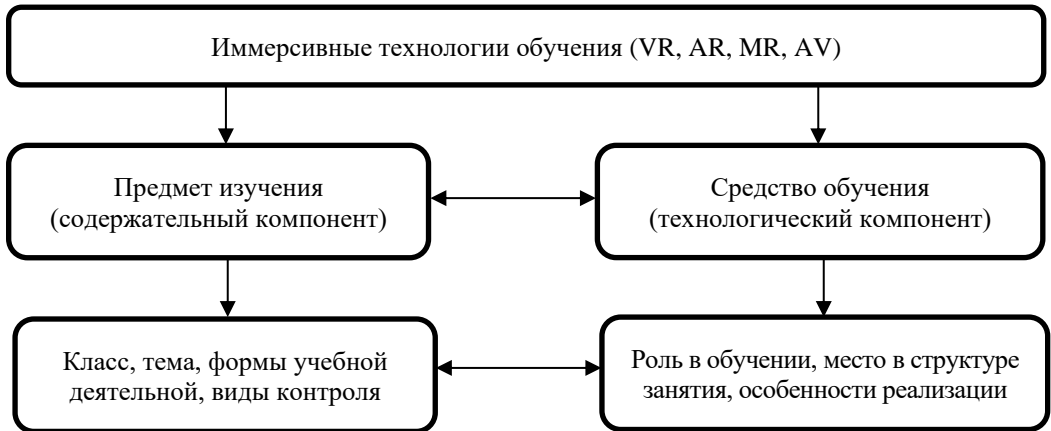 Иммерсивные технологии обучения (VR, AR, MR, AV)
Предмет изучения
(содержательный компонент)
Средство обучения
(технологический компонент)
Класс, тема, формы учебной
деятельной, виды контроля
Роль в обучении, место в структуре
занятия, особенности реализации